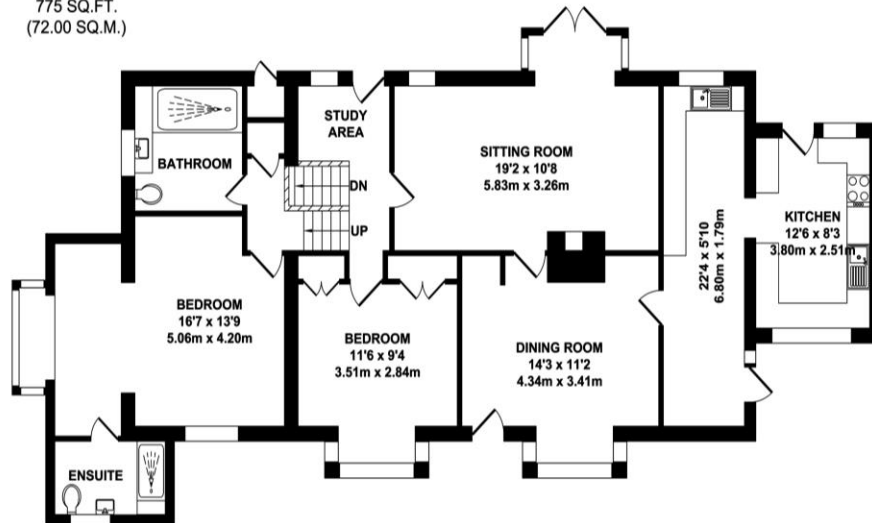 775 SQ.FT.
(72.00 SQ.M.)
STUDY
AREA
BATHROOM
DN
UP
SITTING ROOM
19'2 x 10'8
5.83m x 3.26m
22'4 x 5'10
6.80m x 1.79m
KITCHEN
12'6 x 8'3
3.80m x 2.51m
BEDROOM
16'7 x 13'9
5.06m x 4.20m
BEDROOM
11'6 x 9'4
3.51m x 2.84m
DINING ROOM
14'3 x 11'2
4.34m x 3.41m
ENSUITE